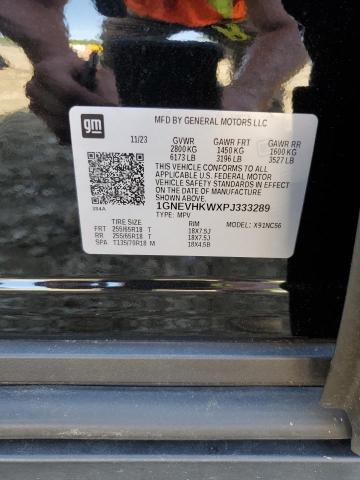 gm
MFD BY GENERAL MOTORS LLC
11/23 GVWR GAWR FRT GAWR RR
2800 KG 1450 KG 1600 KG
6173 LB 3196 LB 3527 LB
THIS VEHICLE CONFORMS TO ALL
APPLICABLE U.S. FEDERAL MOTOR
VEHICLE SAFETY STANDARDS IN EFFECT
ON THE DATE OF MANUFACTURE
SHOWN ABOVE.
1GNEVHKWXPJ333289
TYPE: MPV
TIRE SIZE RIM MODEL: X91NC56
FRT 255/65R18 T 18X7.5J
RR 255/65R18 T 18X7.5J
SPA T135/70R18 M 18X4.5B